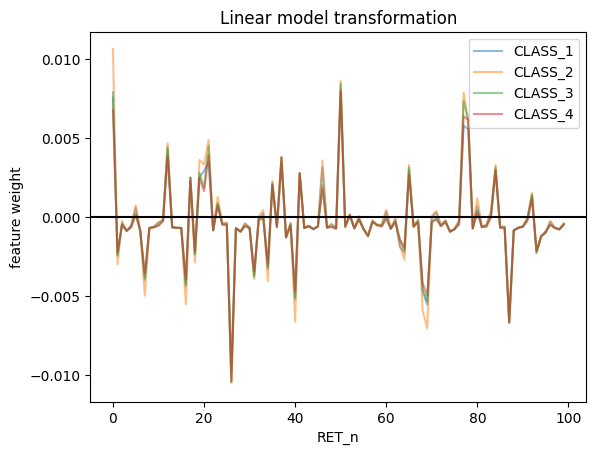 Linear model transformation
CLASS_1
CLASS_2
CLASS_3
CLASS_4
feature weight
0.010
0.005
0.000
−0.005
−0.010
0
20
40
60
80
100
RET_n